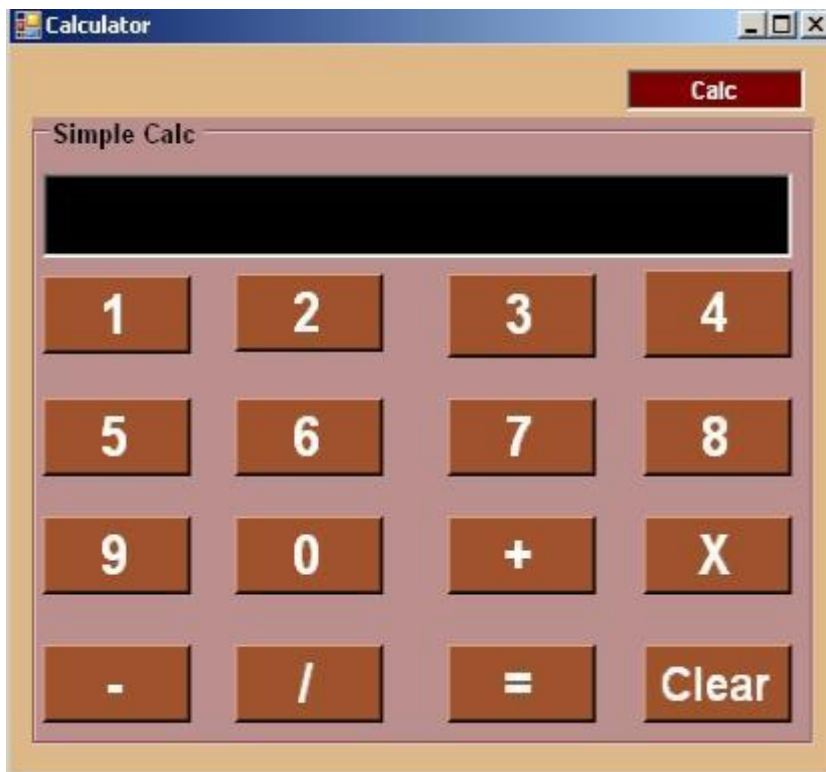 Calculator
Calc
Simple Calc
1 2 3 4
5 6 7 8
9 0 + X
- / = Clear